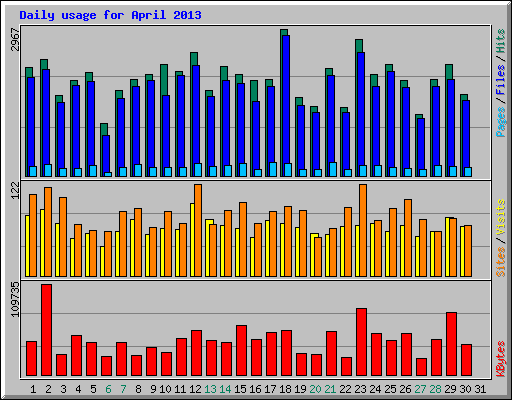 Daily usage for April 2013
2967
Pages / Files / Hits
122
Sites / Visits
109735
KBytes
1 2 3 4 5 6 7 8 9 10 11 12 13 14 15 16 17 18 19 20 21 22 23 24 25 26 27 28 29 30 31